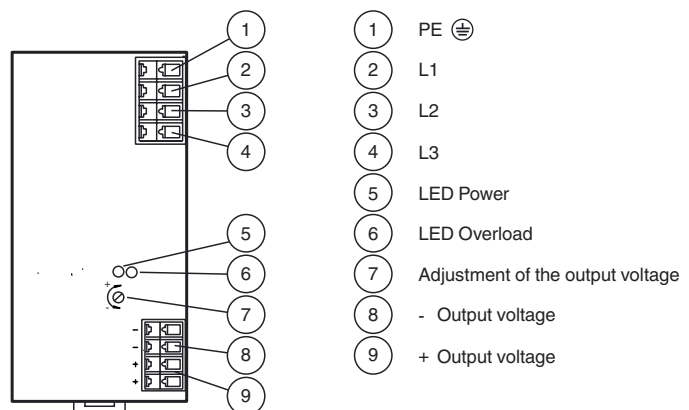 1 PE
2 L1
3 L2
4 L3
5 LED Power
6 LED Overload
7 Adjustment of the output voltage
8 - Output voltage
9 + Output voltage
1
2
3
4
5
6
+
-
7
-
-
8
+
+
9